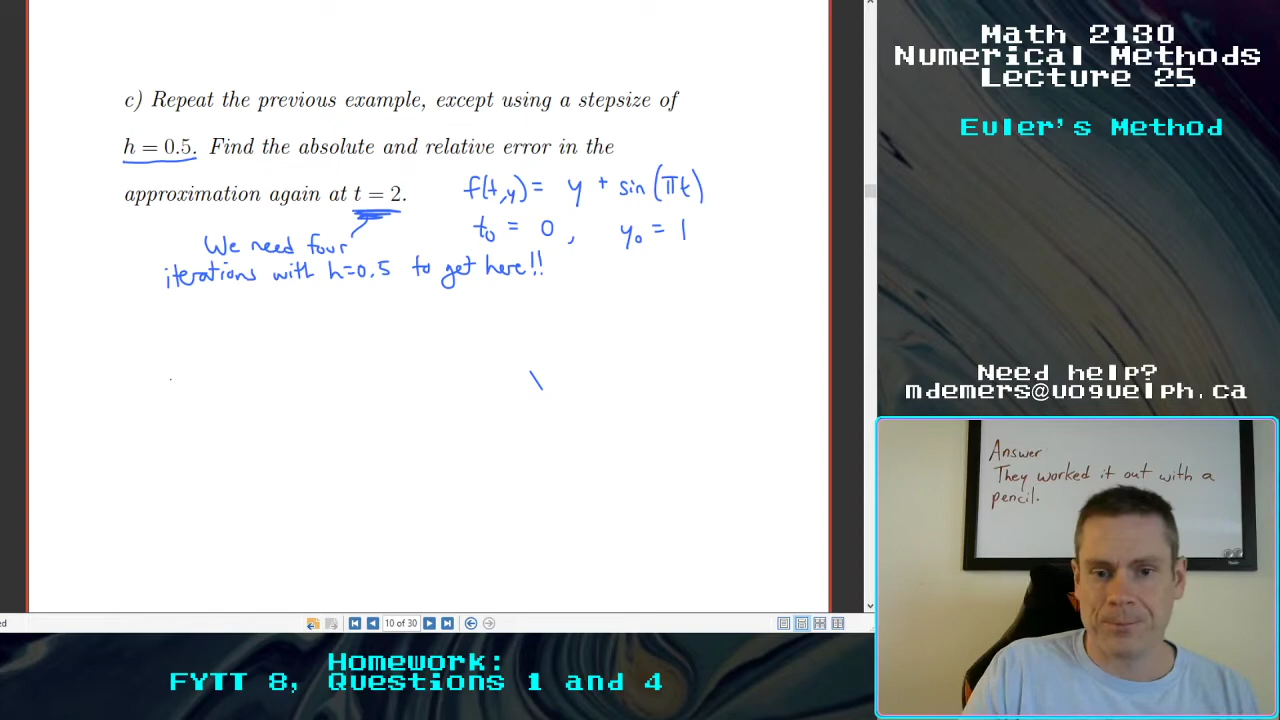 c) Repeat the previous example, except using a stepsize of
h = 0.5. Find the absolute and relative error in the
approximation again at t = 2.
f(t,y) = y + sin(πt)
t₀ = 0, y₀ = 1
We need four
iterations with h=0.5 to get here!!
10 of 30
Math 2130
Numerical Methods
Lecture 25
Euler's Method
Need help?
mdemers@uoguelph.ca
Answer
They worked it out with a
pencil.
Homework:
FYTT 8, Questions 1 and 4